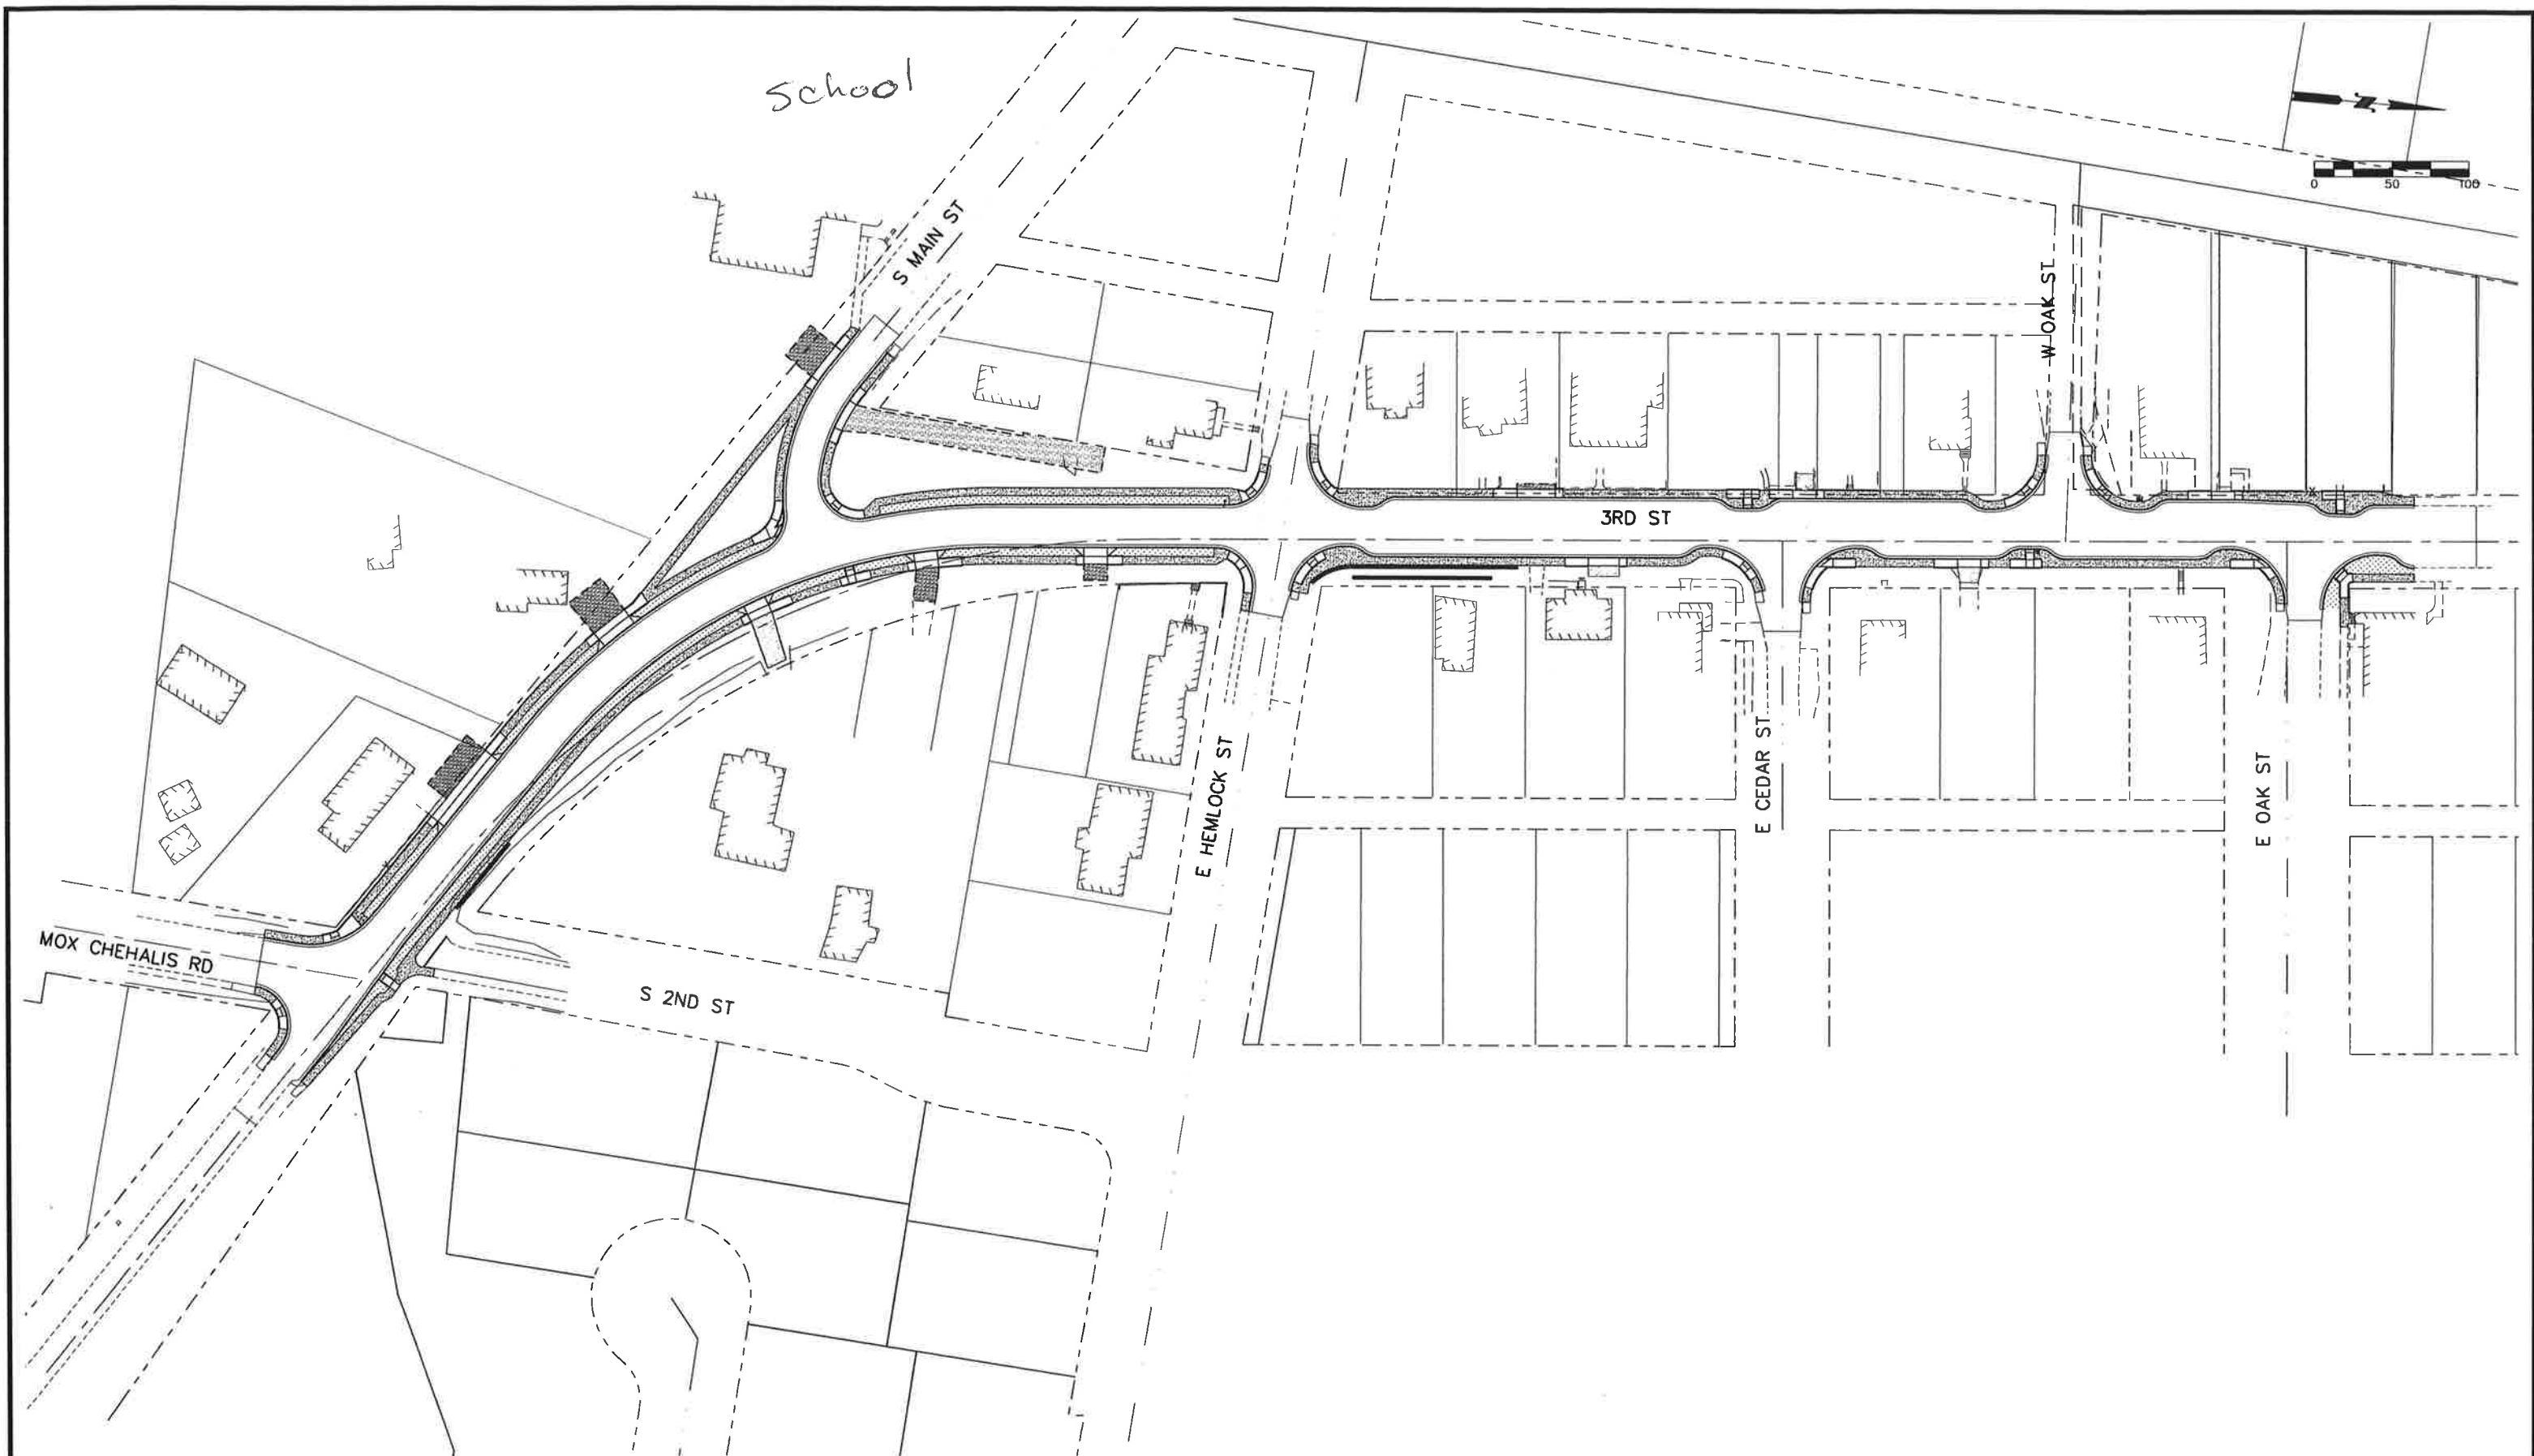 School
N
0 50 100
S MAIN ST
W OAK ST
3RD ST
E HEMLOCK ST
E CEDAR ST
E OAK ST
MOX CHEHALIS RD
S 2ND ST